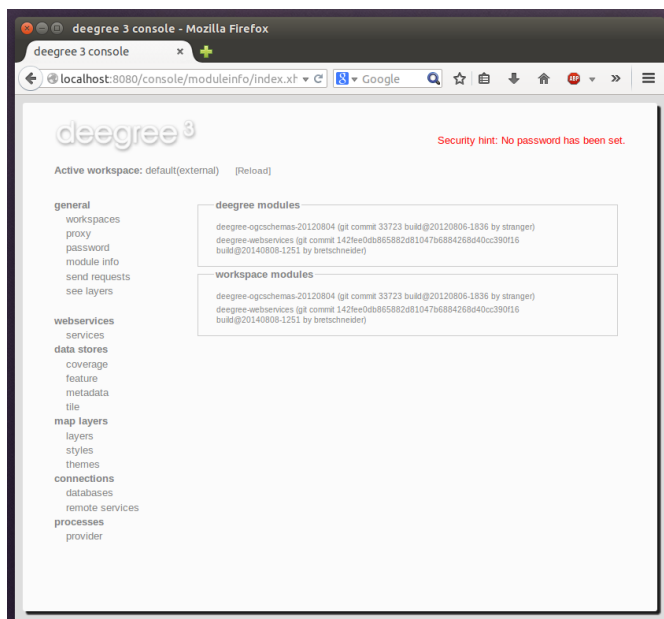 deegree 3 console - Mozilla Firefox
deegree 3 console
localhost:8080/console/moduleinfo/index.xh
Google
deegree 3
Security hint: No password has been set.
Active workspace: default(external) [Reload]
general
workspaces
proxy
password
module info
send requests
see layers
webservices
services
data stores
coverage
feature
metadata
tile
map layers
layers
styles
themes
connections
databases
remote services
processes
provider
deegree modules
deegree-ogcschemas-20120804 (git commit 33723 build@20120806-1836 by stranger)
deegree-webservices (git commit 142fee0db865882d81047b6884268d40cc390f16
build@20140808-1251 by bretschneider)
workspace modules
deegree-ogcschemas-20120804 (git commit 33723 build@20120806-1836 by stranger)
deegree-webservices (git commit 142fee0db865882d81047b6884268d40cc390f16
build@20140808-1251 by bretschneider)